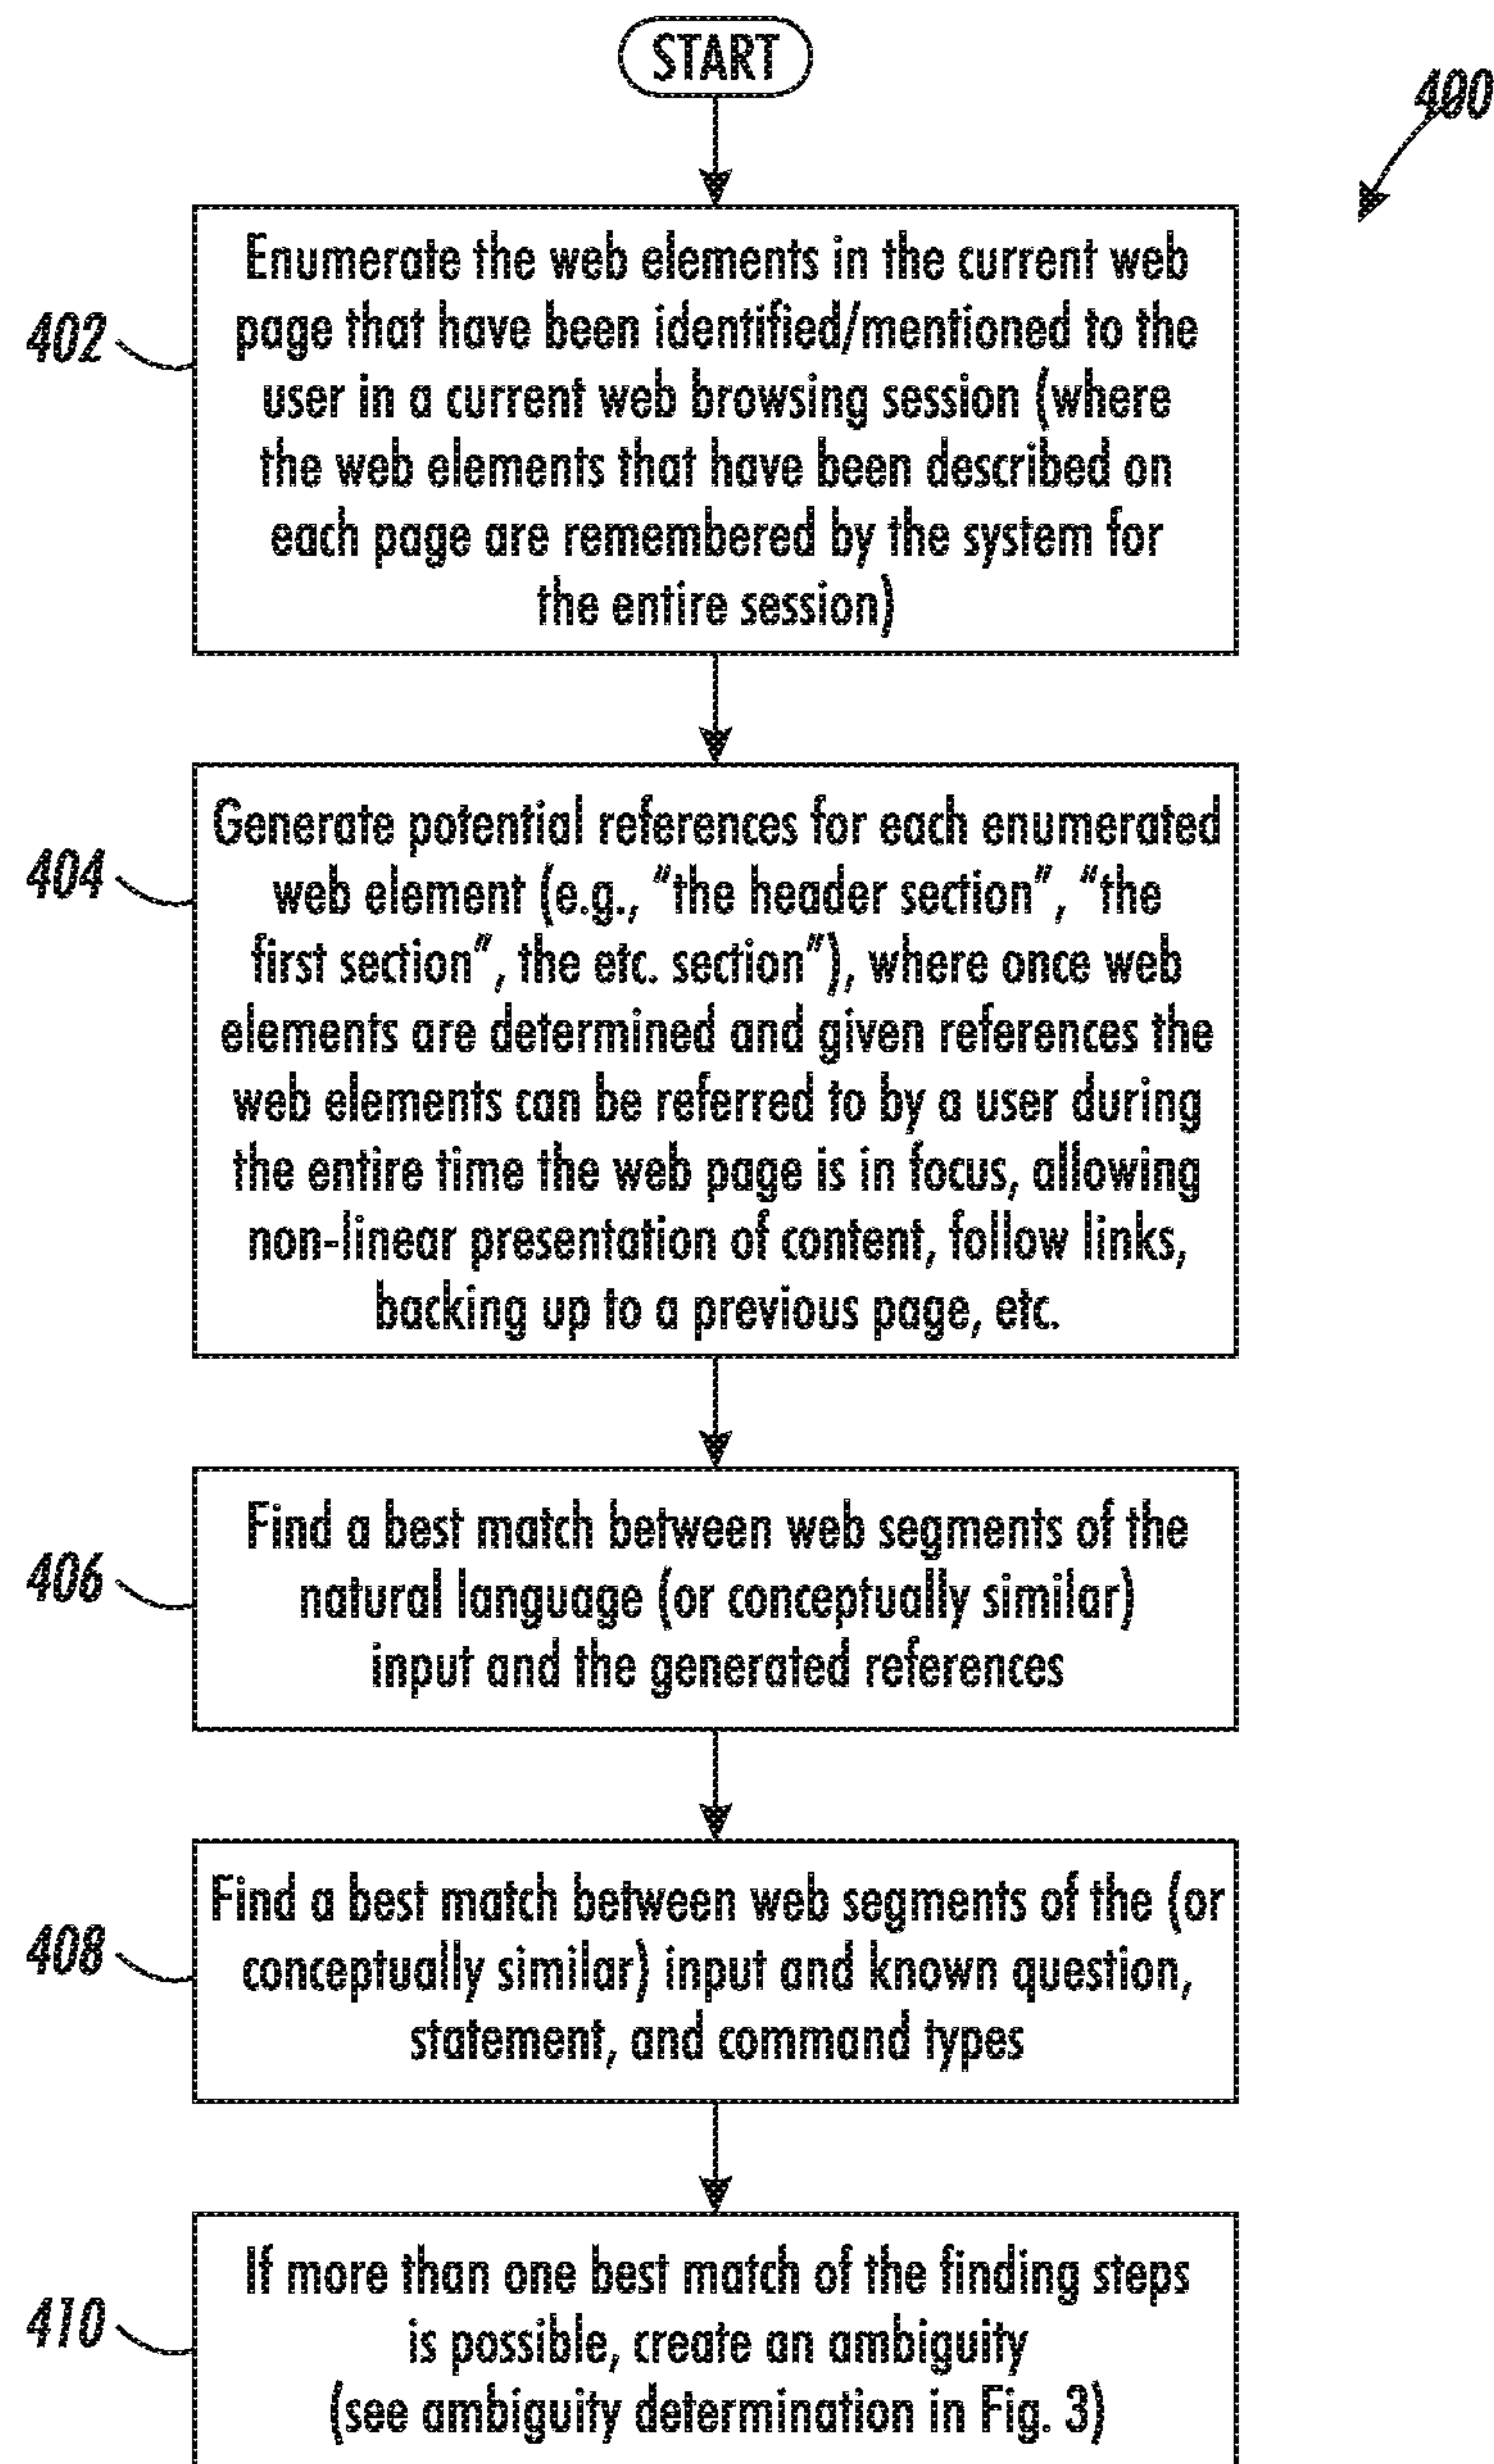 START
400
402
Enumerate the web elements in the current web
page that have been identified/mentioned to the
user in a current web browsing session (where
the web elements that have been described on
each page are remembered by the system for
the entire session)
404
Generate potential references for each enumerated
web element (e.g., “the header section”, “the
first section”, the etc. section”), where once web
elements are determined and given references the
web elements can be referred to by a user during
the entire time the web page is in focus, allowing
non-linear presentation of content, follow links,
backing up to a previous page, etc.
406
Find a best match between web segments of the
natural language (or conceptually similar)
input and the generated references
408
Find a best match between web segments of the (or
conceptually similar) input and known question,
statement, and command types
410
If more than one best match of the finding steps
is possible, create an ambiguity
(see ambiguity determination in Fig. 3)